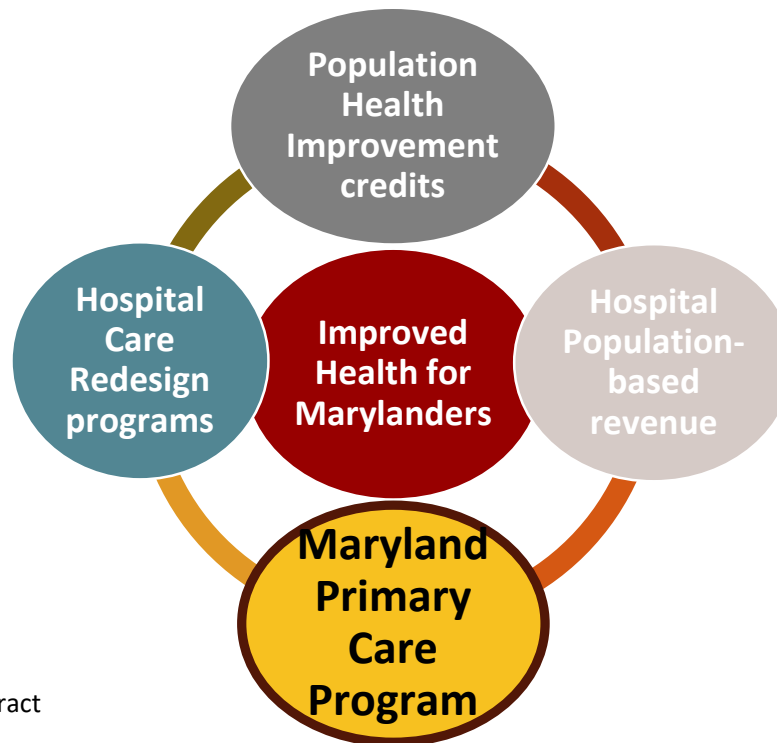 Population
Health
Improvement
credits
Hospital
Care
Redesign
programs
Improved
Health for
Marylanders
Hospital
Population-
based
revenue
Maryland
Primary
Care
Program
ract